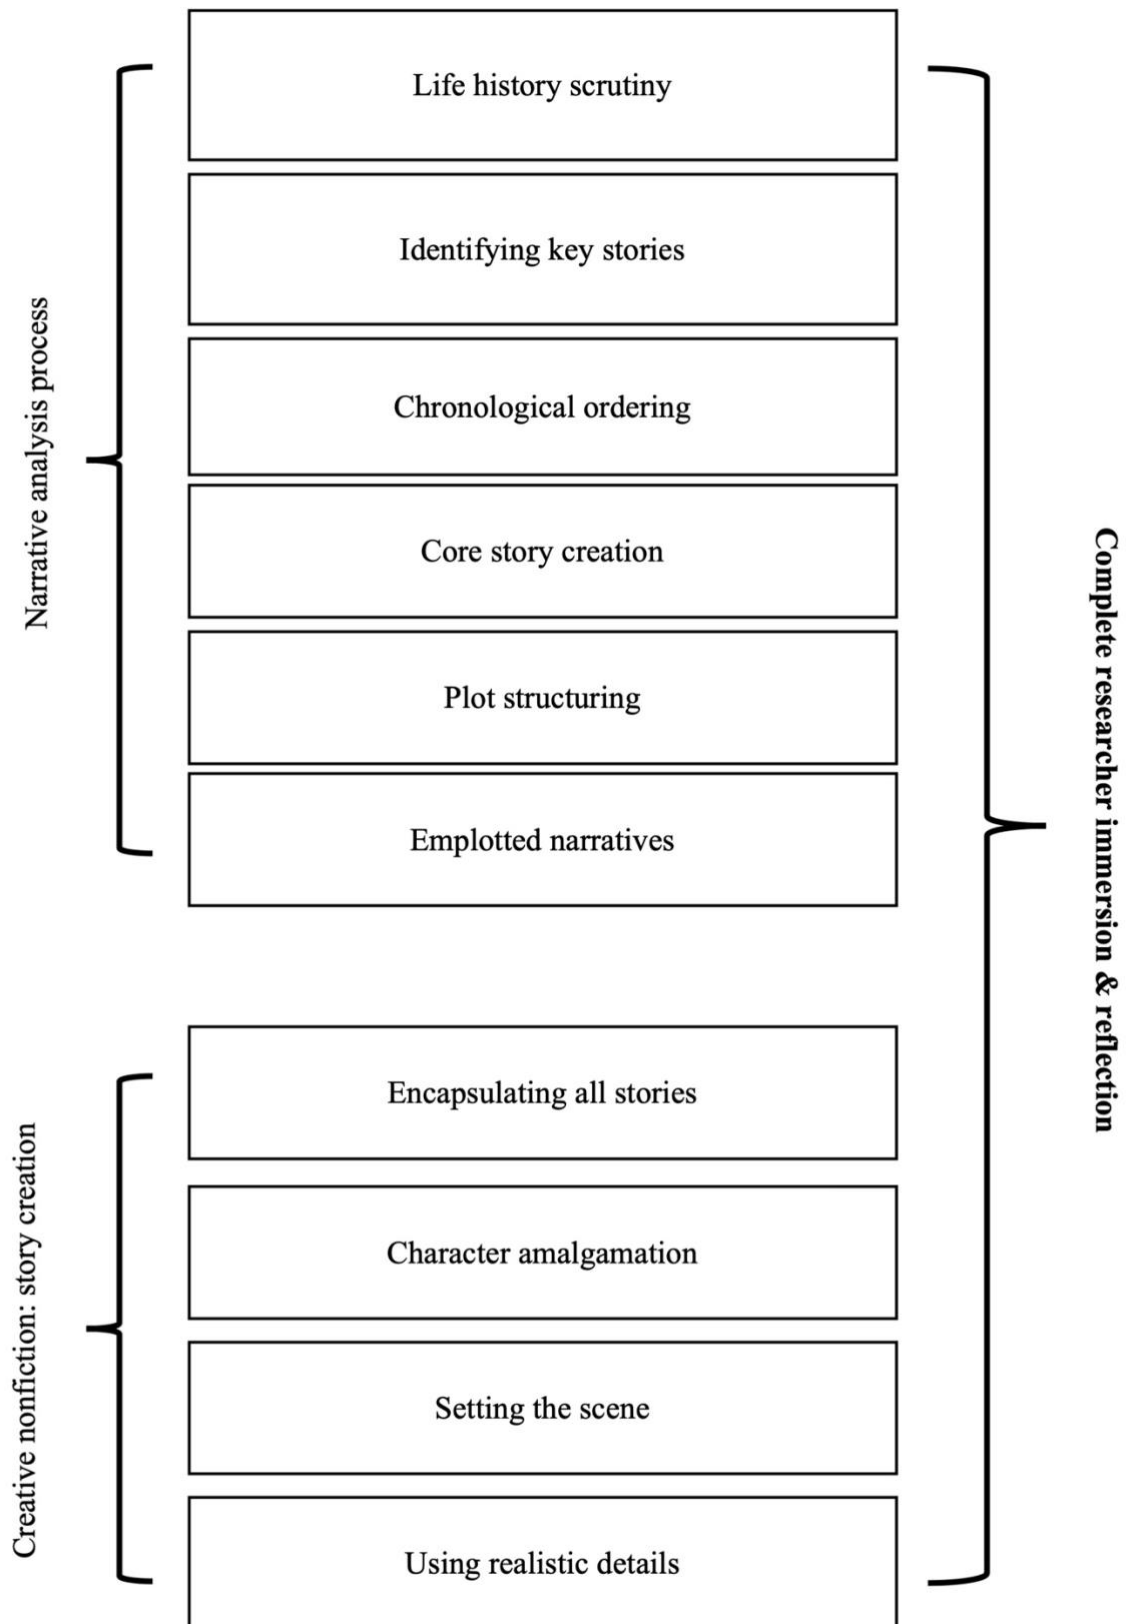 Narrative analysis process
Life history scrutiny
Identifying key stories
Chronological ordering
Core story creation
Plot structuring
Emplotted narratives
Creative nonfiction: story creation
Encapsulating all stories
Character amalgamation
Setting the scene
Using realistic details
Complete researcher immersion & reflection